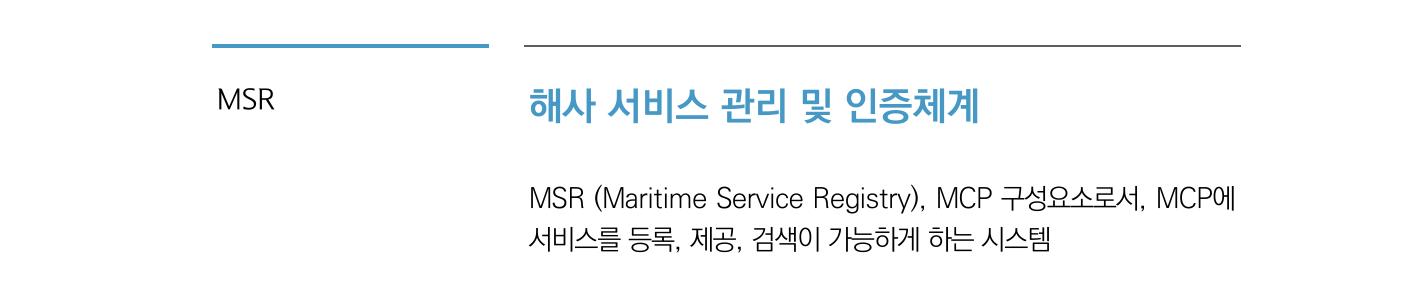 MSR
해사 서비스 관리 및 인증체계
MSR (Maritime Service Registry), MCP 구성요소로서, MCP에
서비스를 등록, 제공, 검색이 가능하게 하는 시스템